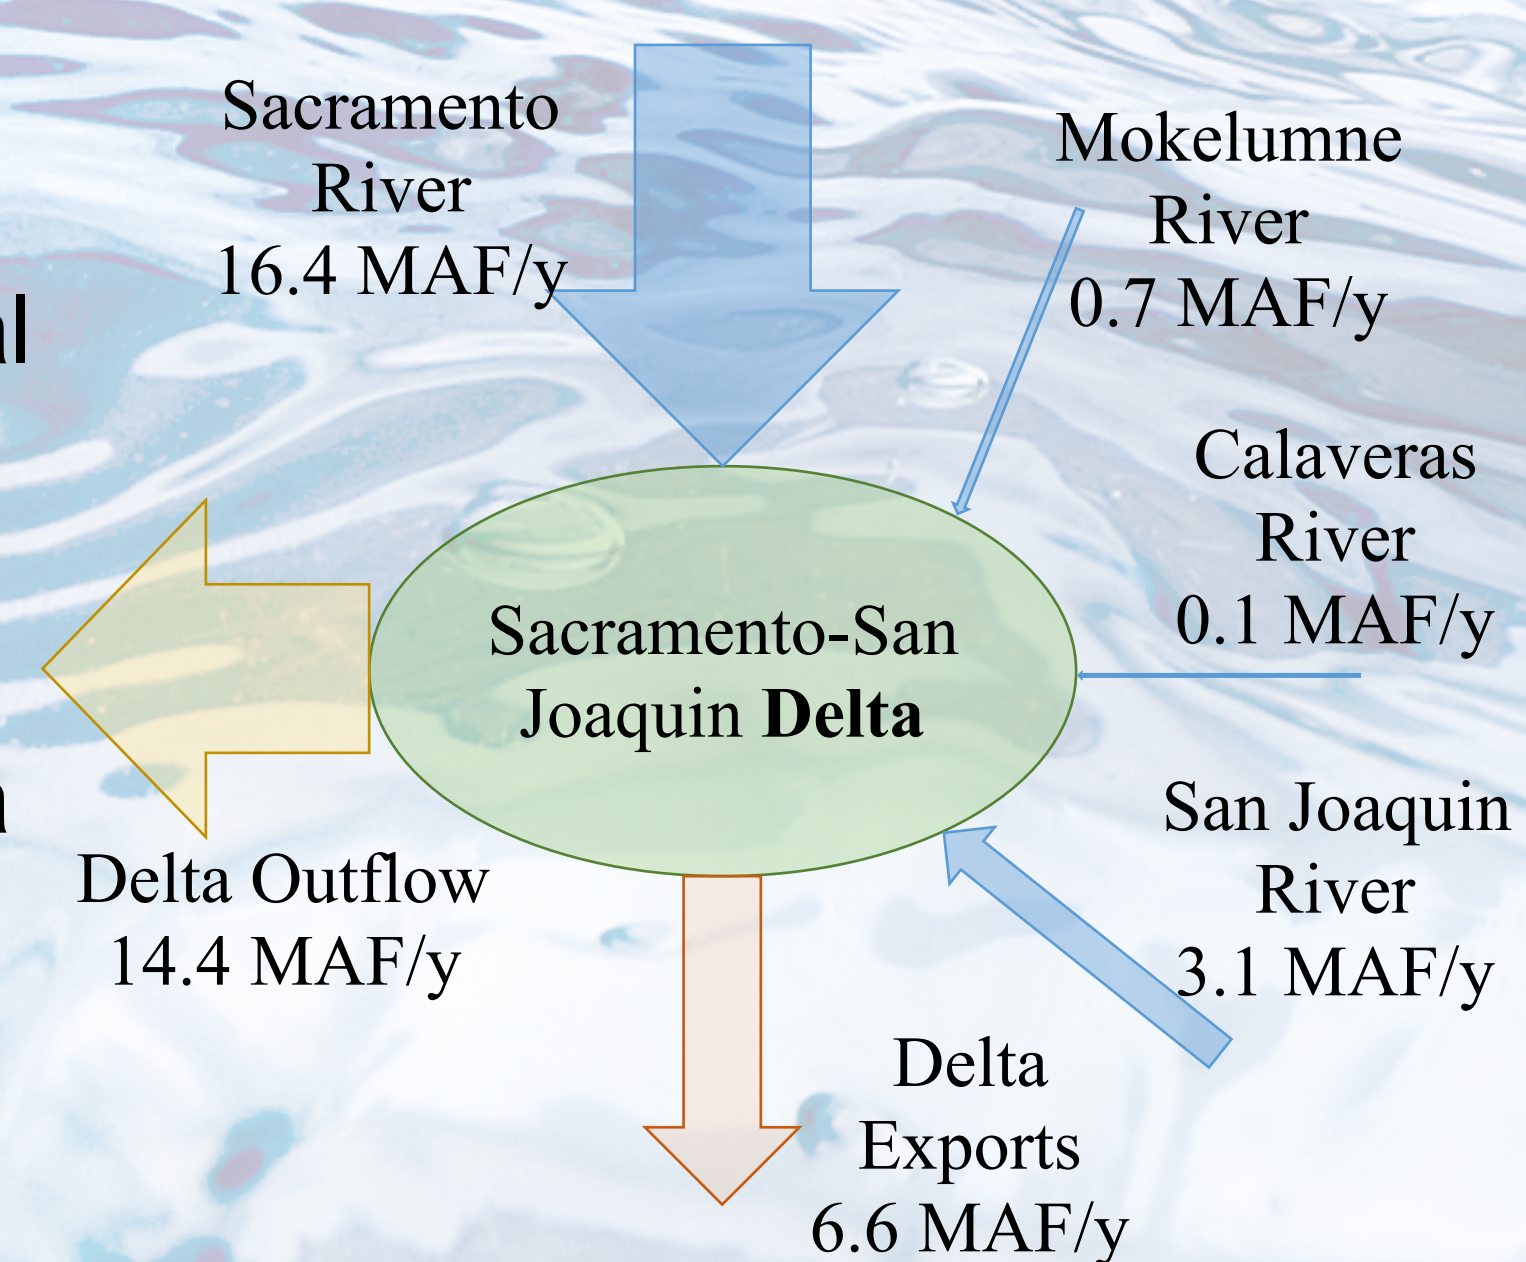 Sacramento
River
16.4 MAF/y
Mokelumne
River
0.7 MAF/y
Calaveras
River
0.1 MAF/y
Sacramento-San
Joaquin Delta
San Joaquin
River
3.1 MAF/y
Delta Outflow
14.4 MAF/y
Delta
Exports
6.6 MAF/y